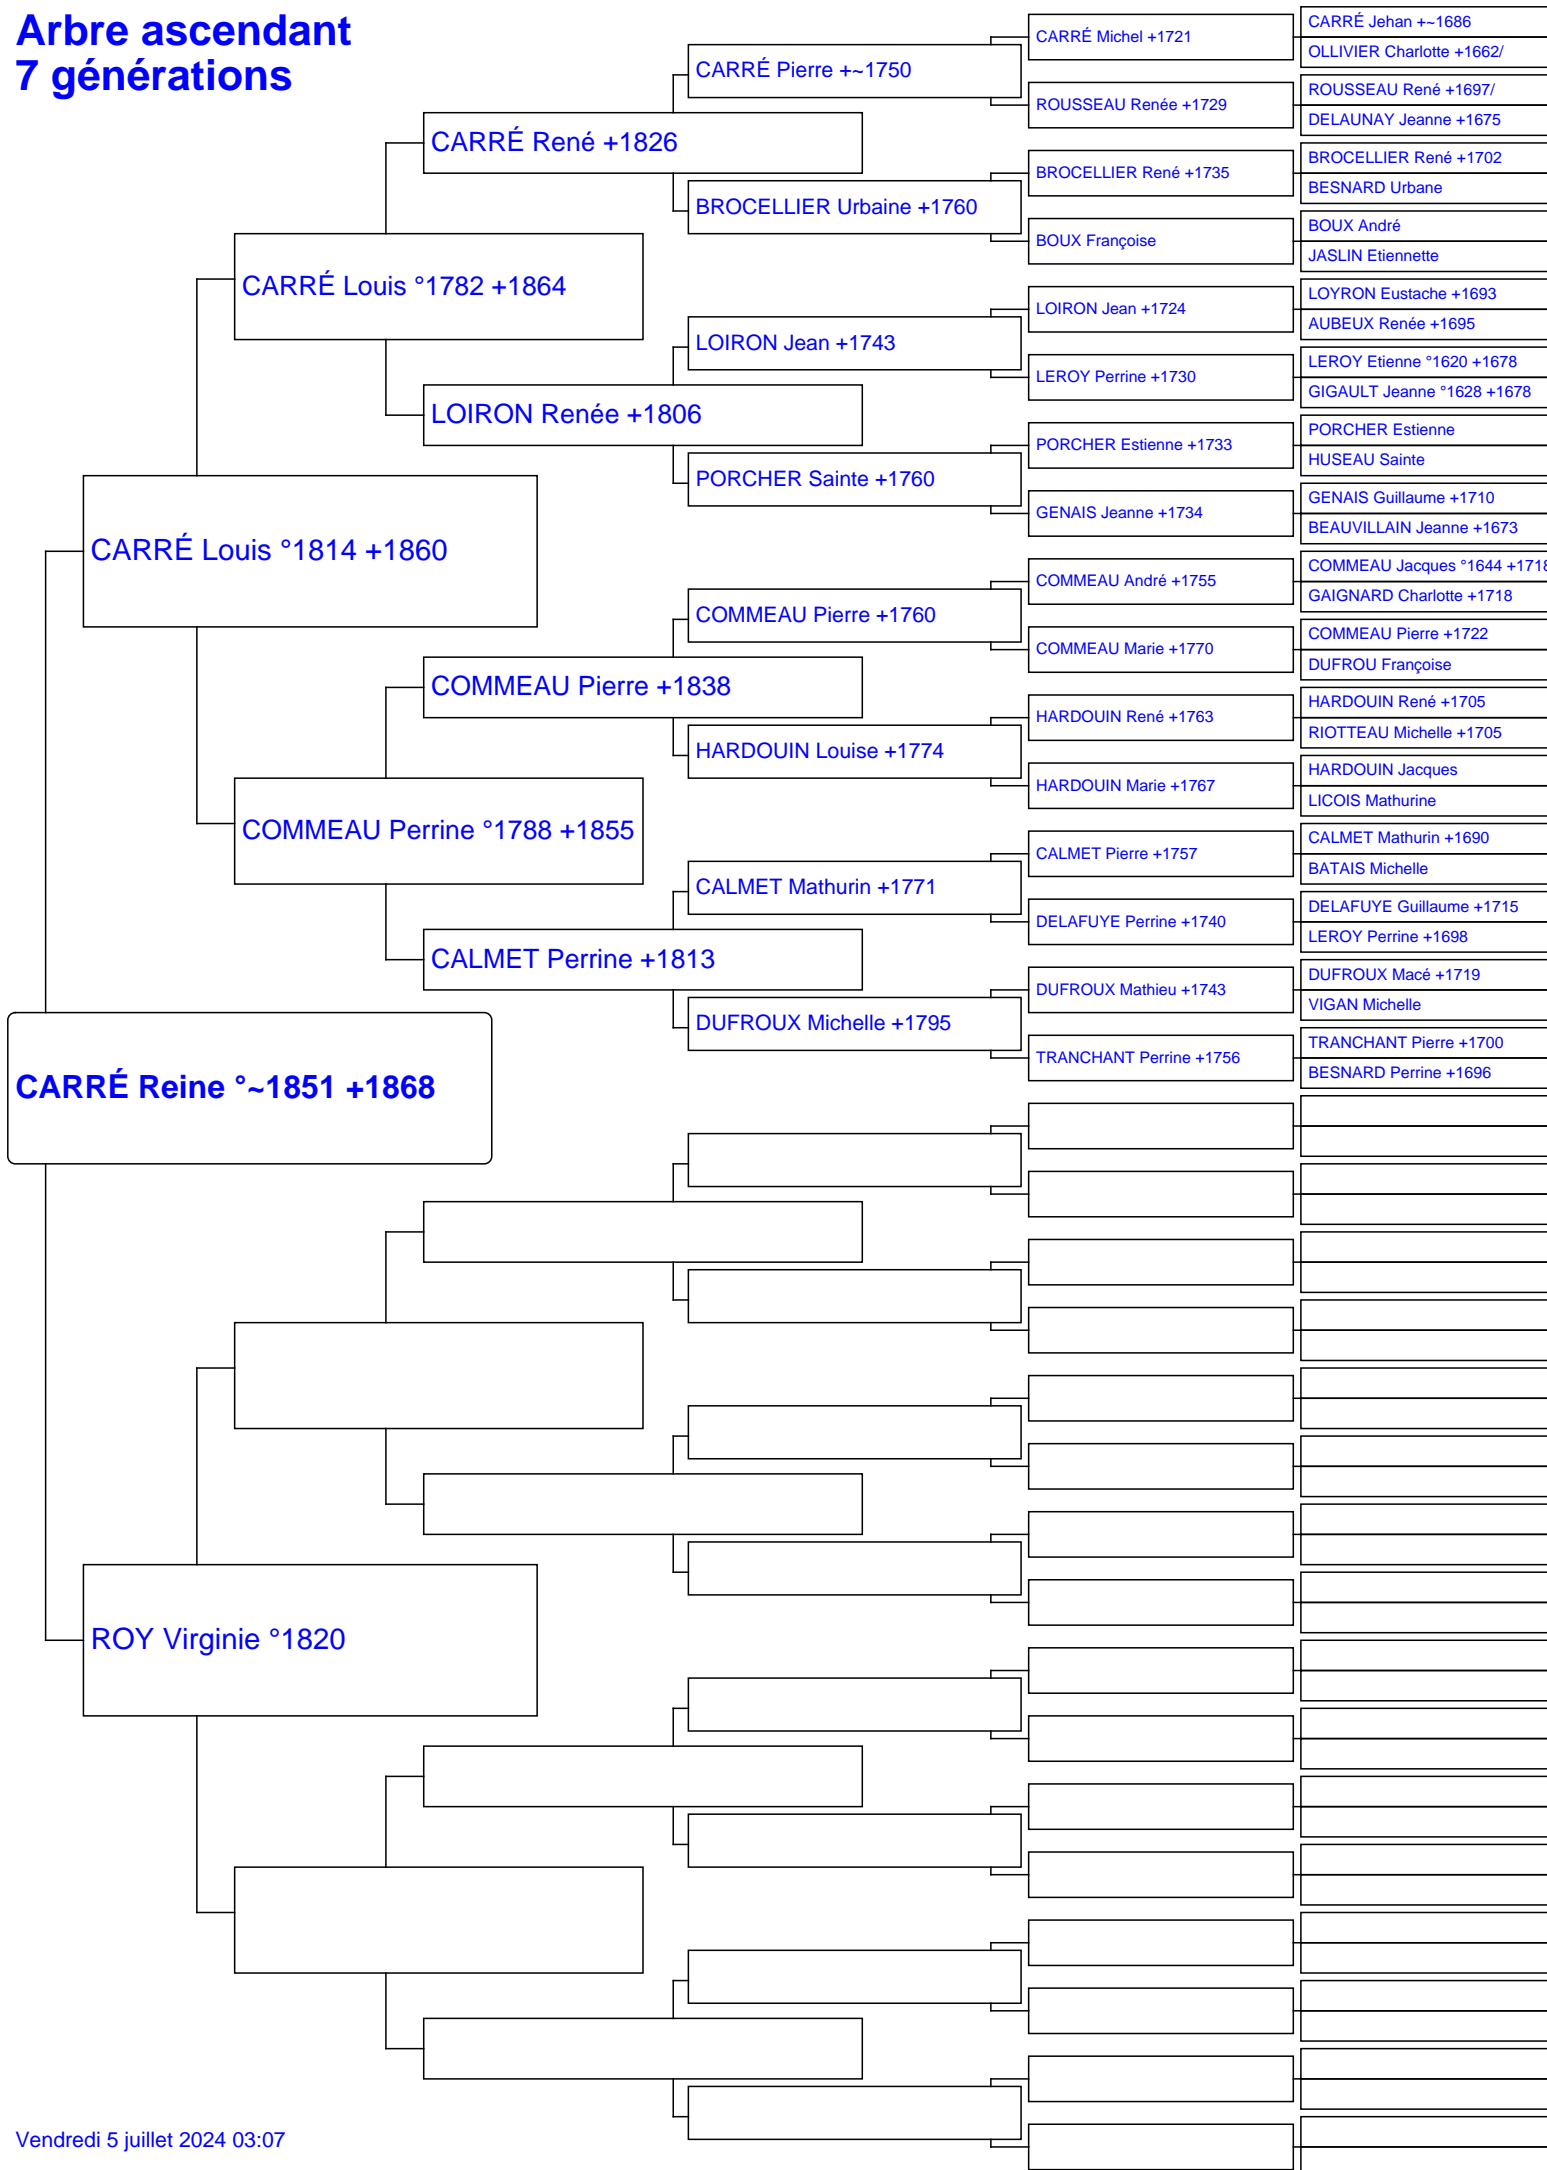 Arbre ascendant
7 générations
CARRÉ Reine °~1851 +1868
CARRÉ Louis °1814 +1860
ROY Virginie °1820
CARRÉ Louis °1782 +1864
COMMEAU Perrine °1788 +1855
CARRÉ René +1826
LOIRON Renée +1806
COMMEAU Pierre +1838
CALMET Perrine +1813
CARRÉ Pierre +~1750
BROCELLIER Urbaine +1760
LOIRON Jean +1743
PORCHER Sainte +1760
COMMEAU Pierre +1760
HARDOUIN Louise +1774
CALMET Mathurin +1771
DUFROUX Michelle +1795
CARRÉ Michel +1721
ROUSSEAU Renée +1729
BROCELLIER René +1735
BOUX Françoise
LOIRON Jean +1724
LEROY Perrine +1730
PORCHER Estienne +1733
GENAIS Jeanne +1734
COMMEAU André +1755
COMMEAU Marie +1770
HARDOUIN René +1763
HARDOUIN Marie +1767
CALMET Pierre +1757
DELAFUYE Perrine +1740
DUFROUX Mathieu +1743
TRANCHANT Perrine +1756
CARRÉ Jehan +~1686
OLLIVIER Charlotte +1662/
ROUSSEAU René +1697/
DELAUNAY Jeanne +1675
BROCELLIER René +1702
BESNARD Urbane
BOUX André
JASLIN Etiennette
LOYRON Eustache +1693
AUBEUX Renée +1695
LEROY Etienne °1620 +1678
GIGAULT Jeanne °1628 +1678
PORCHER Estienne
HUSEAU Sainte
GENAIS Guillaume +1710
BEAUVILLAIN Jeanne +1673
COMMEAU Jacques °1644 +1718
GAIGNARD Charlotte +1718
COMMEAU Pierre +1722
DUFROU Françoise
HARDOUIN René +1705
RIOTTEAU Michelle +1705
HARDOUIN Jacques
LICOIS Mathurine
CALMET Mathurin +1690
BATAIS Michelle
DELAFUYE Guillaume +1715
LEROY Perrine +1698
DUFROUX Macé +1719
VIGAN Michelle
TRANCHANT Pierre +1700
BESNARD Perrine +1696
Vendredi 5 juillet 2024 03:07